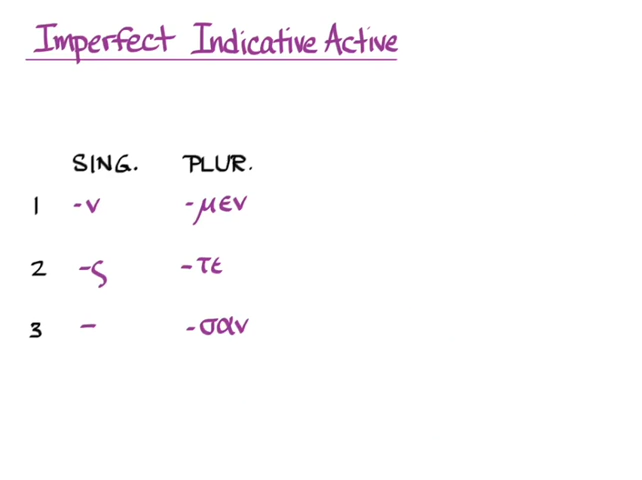 Imperfect Indicative Active
SING. PLUR.
1 -ν -μεν
2 -ς -τε
3 - -σαν